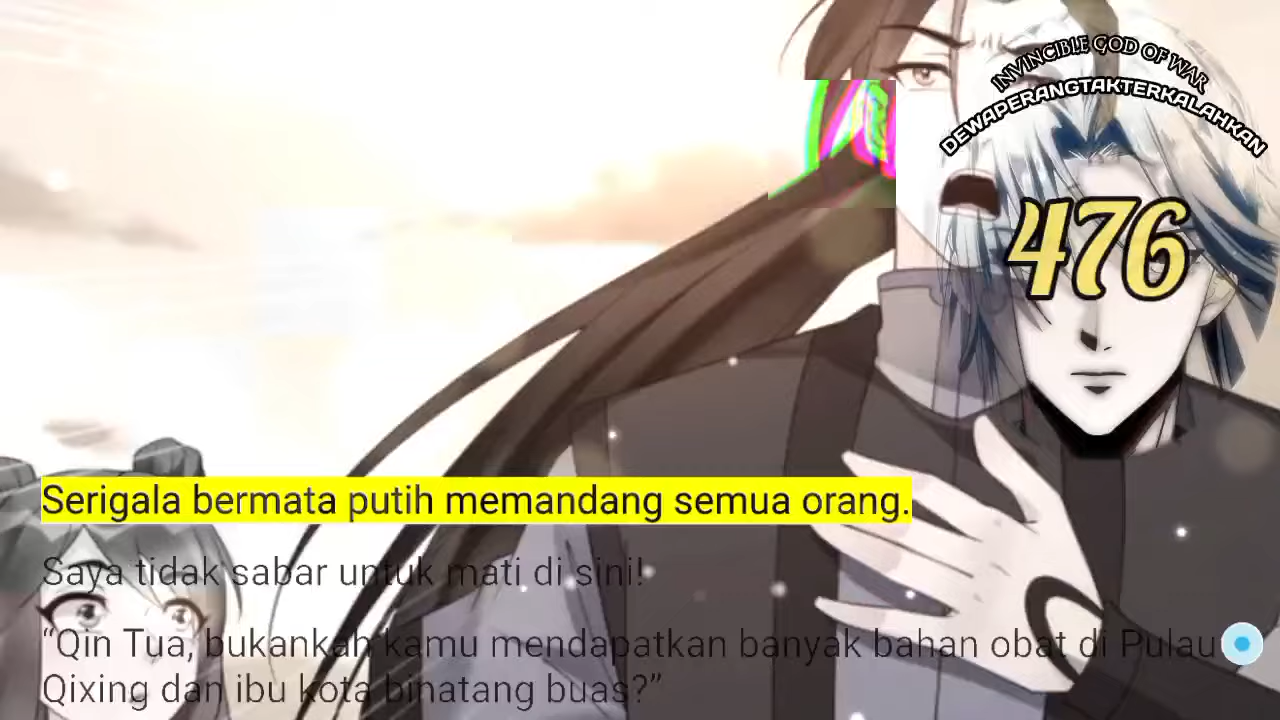 INVINCIBLE GOD OF WAR
DEWAPERANGTAKTERKALAHKAN
476
Serigala bermata putih memandang semua orang.
Saya tidak sabar untuk mati di sini!
“Qin Tua, bukankah kamu mendapatkan banyak bahan obat di Pulau
Qixing dan ibu kota binatang buas?”